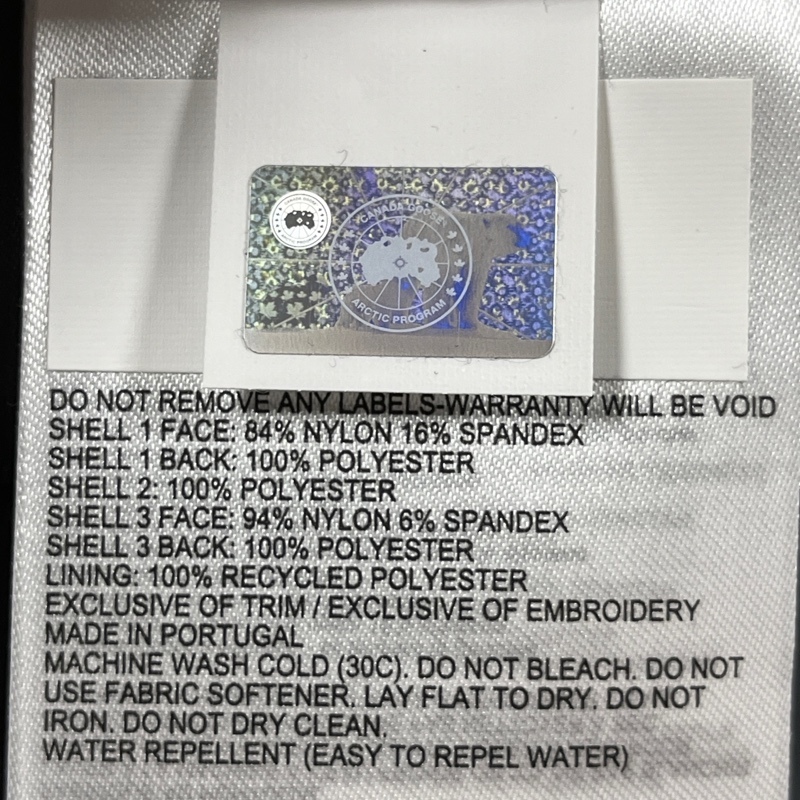 CANADA GOOSE
ARCTIC PROGRAM
DO NOT REMOVE ANY LABELS-WARRANTY WILL BE VOID
SHELL 1 FACE: 84% NYLON 16% SPANDEX
SHELL 1 BACK: 100% POLYESTER
SHELL 2: 100% POLYESTER
SHELL 3 FACE: 94% NYLON 6% SPANDEX
SHELL 3 BACK: 100% POLYESTER
LINING: 100% RECYCLED POLYESTER
EXCLUSIVE OF TRIM / EXCLUSIVE OF EMBROIDERY
MADE IN PORTUGAL
MACHINE WASH COLD (30C). DO NOT BLEACH. DO NOT
USE FABRIC SOFTENER. LAY FLAT TO DRY. DO NOT
IRON. DO NOT DRY CLEAN.
WATER REPELLENT (EASY TO REPEL WATER)